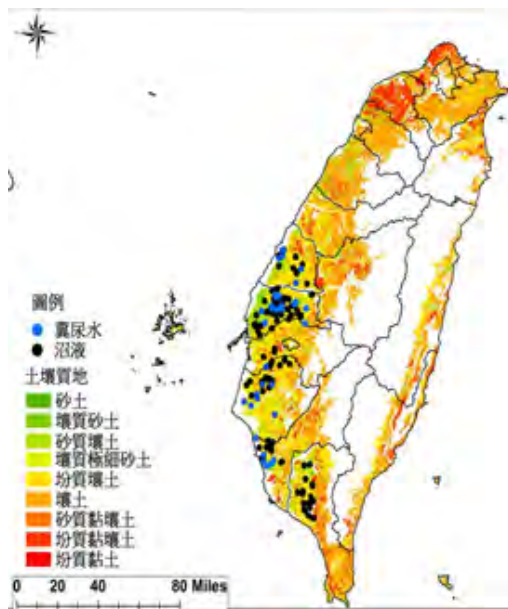 圖例
糞尿水
沼液
土壤質地
砂土
壤質砂土
砂質壤土
壤質極細砂土
坋質壤土
壤土
砂質黏壤土
坋質黏壤土
坋質黏土
0 20 40 80 Miles